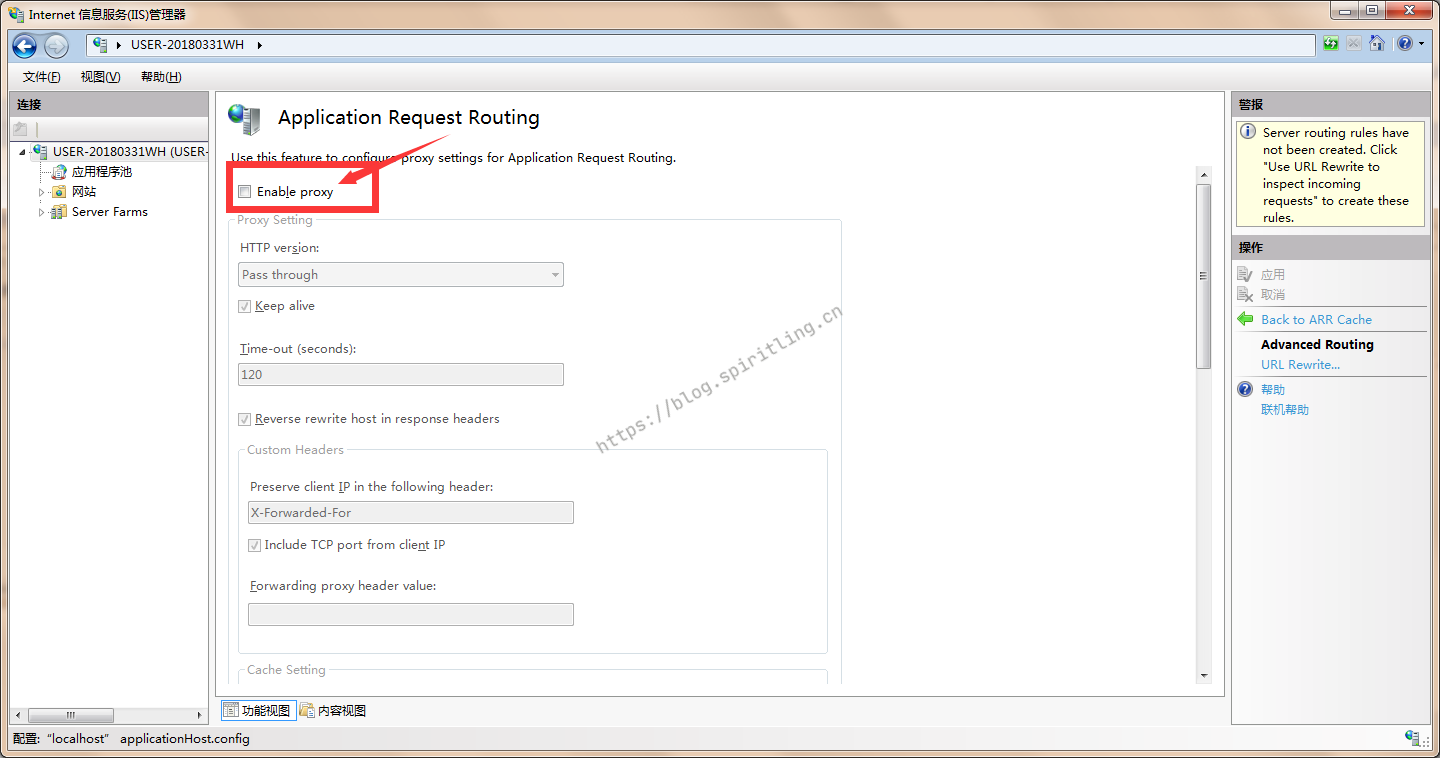 Internet 信息服务(IIS)管理器
USER-20180331WH
文件(F) 视图(V) 帮助(H)
连接
USER-20180331WH (USER-
应用程序池
网站
Server Farms
Application Request Routing
Use this feature to configure proxy settings for Application Request Routing.
Enable proxy
Proxy Setting
HTTP version:
Pass through
Keep alive
Time-out (seconds):
120
Reverse rewrite host in response headers
Custom Headers
Preserve client IP in the following header:
X-Forwarded-For
Include TCP port from client IP
Forwarding proxy header value:
Cache Setting
https://blog.spiritling.cn
功能视图 内容视图
警报
Server routing rules have
not been created. Click
"Use URL Rewrite to
inspect incoming
requests" to create these
rules.
操作
应用
取消
Back to ARR Cache
Advanced Routing
URL Rewrite...
帮助
联机帮助
配置: "localhost" applicationHost.config